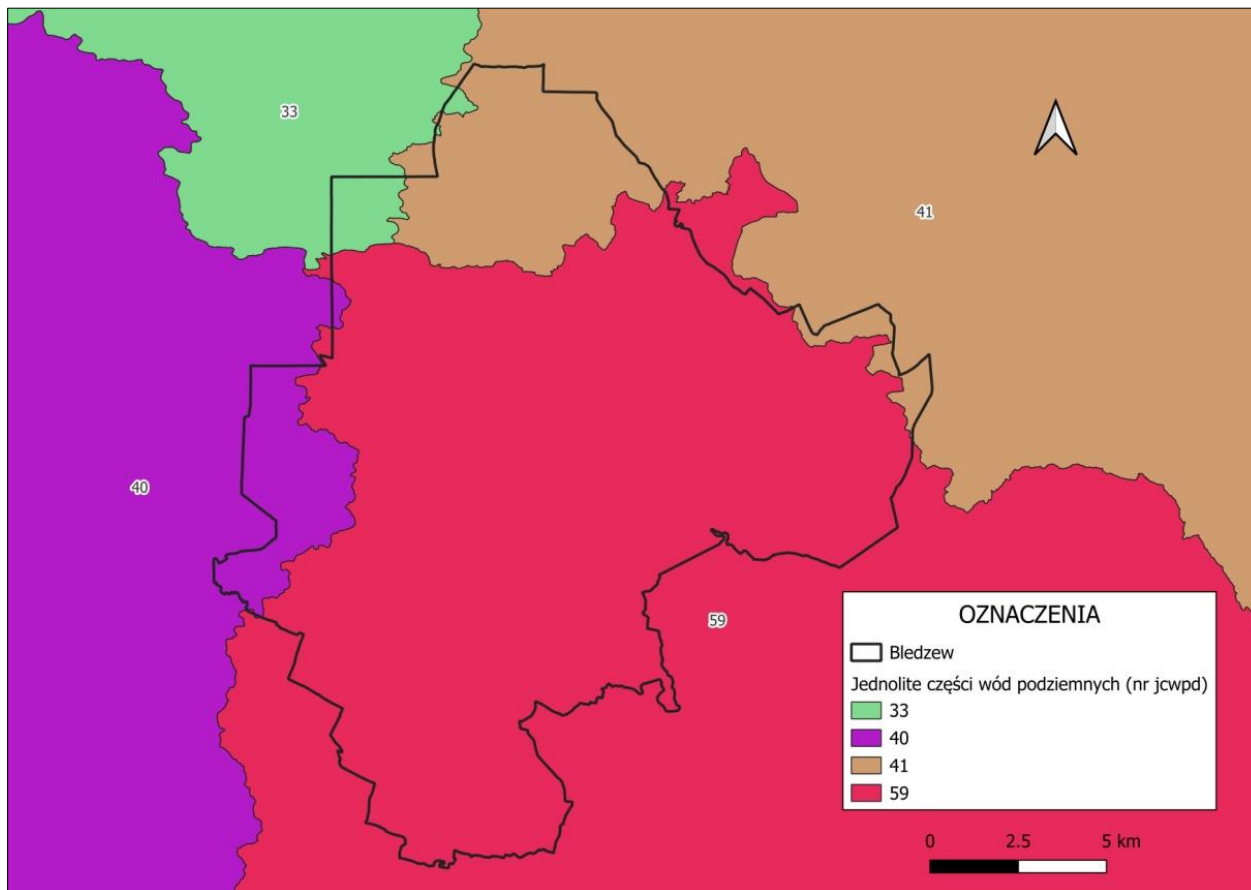 33
41
40
59
OZNACZENIA
Bledzew
Jednolite części wód podziemnych (nr jcwpd)
33
40
41
59
0 2.5 5 km